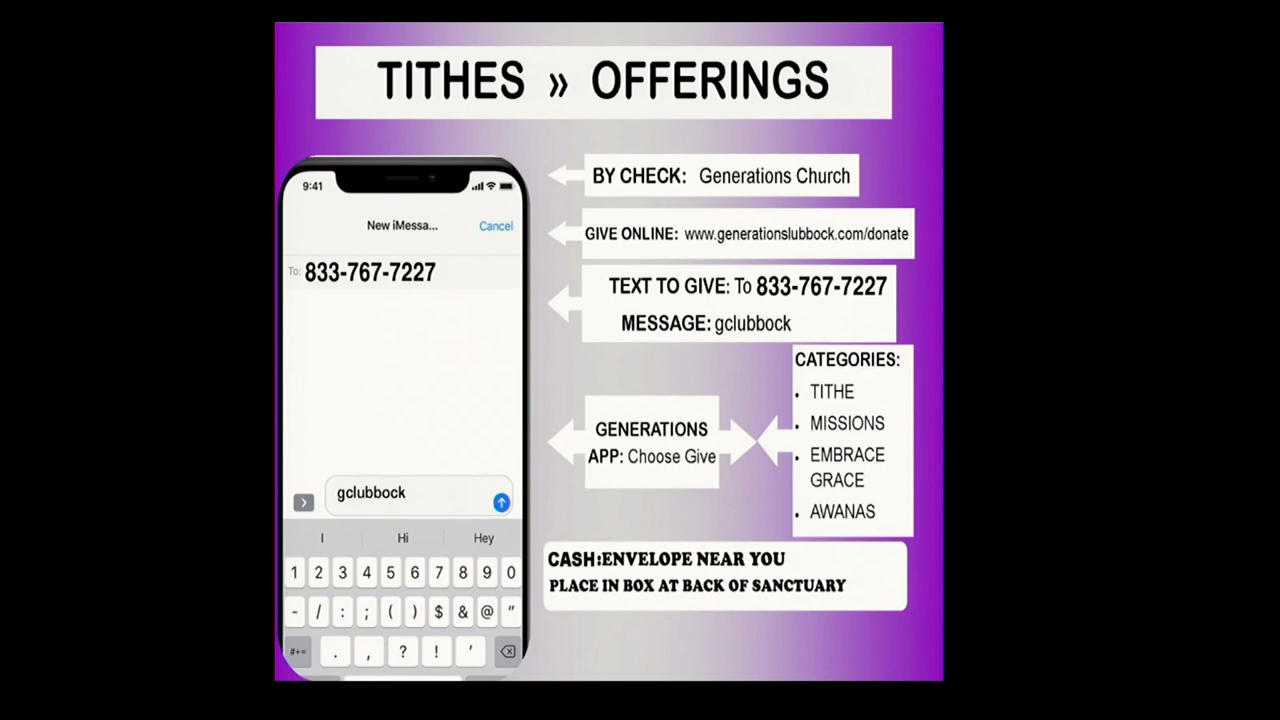 TITHES » OFFERINGS
9:41
New iMessa...
Cancel
To: 833-767-7227
BY CHECK: Generations Church
GIVE ONLINE: www.generationslubbock.com/donate
TEXT TO GIVE: To 833-767-7227
MESSAGE: gclubbock
GENERATIONS
APP: Choose Give
CATEGORIES:
• TITHE
• MISSIONS
• EMBRACE
GRACE
• AWANAS
CASH:ENVELOPE NEAR YOU
PLACE IN BOX AT BACK OF SANCTUARY
gclubbock
I Hi Hey
1 2 3 4 5 6 7 8 9 0
- / : ; ( ) $ & @ "
#+= . , ? ! '